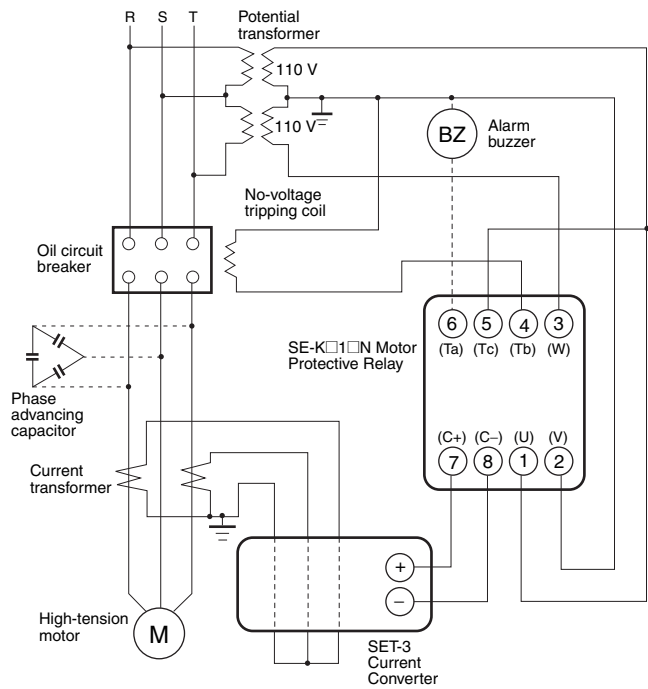 R S T
Potential
transformer
110 V
110 V
BZ
Alarm
buzzer
No-voltage
tripping coil
Oil circuit
breaker
6 5 4 3
(Ta) (Tc) (Tb) (W)
SE-K□1□N Motor
Protective Relay
Phase
advancing
capacitor
(C+) (C−) (U) (V)
7 8 1 2
Current
transformer
+
−
High-tension
motor
M
SET-3
Current
Converter